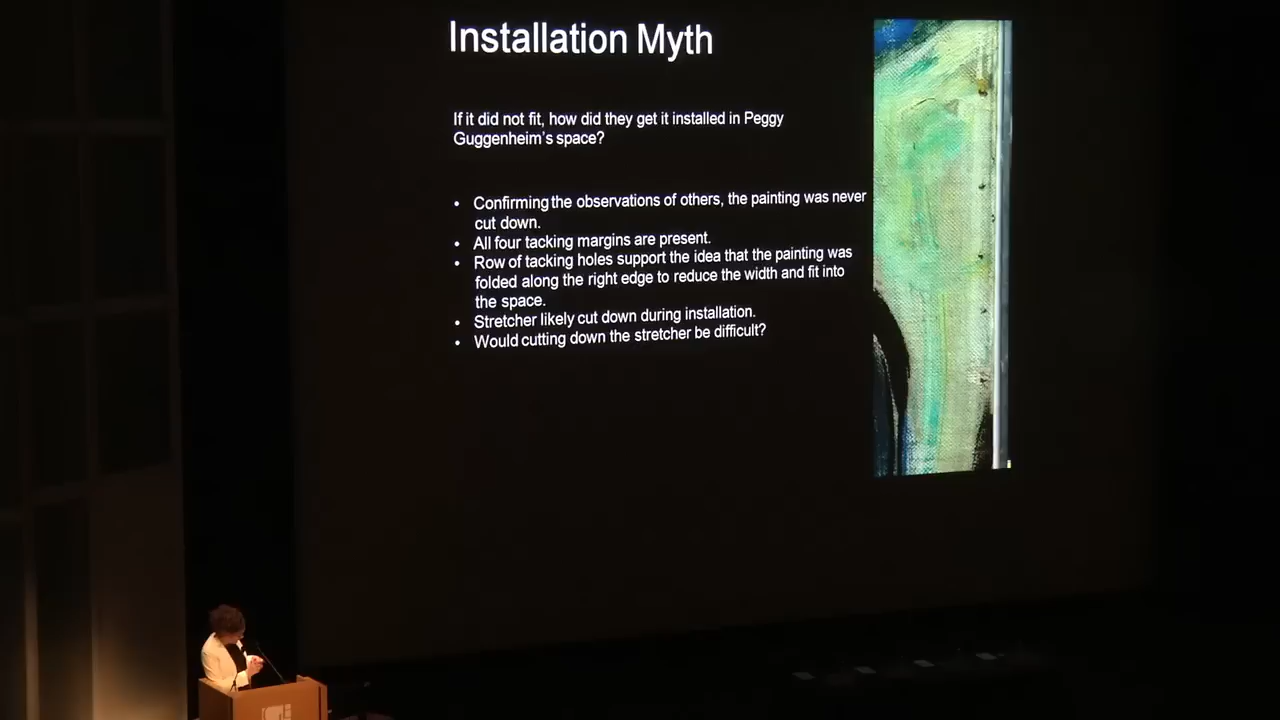 Installation Myth
If it did not fit, how did they get it installed in Peggy
Guggenheim's space?
• Confirming the observations of others, the painting was never
cut down.
• All four tacking margins are present.
• Row of tacking holes support the idea that the painting was
folded along the right edge to reduce the width and fit into
the space.
• Stretcher likely cut down during installation.
• Would cutting down the stretcher be difficult?